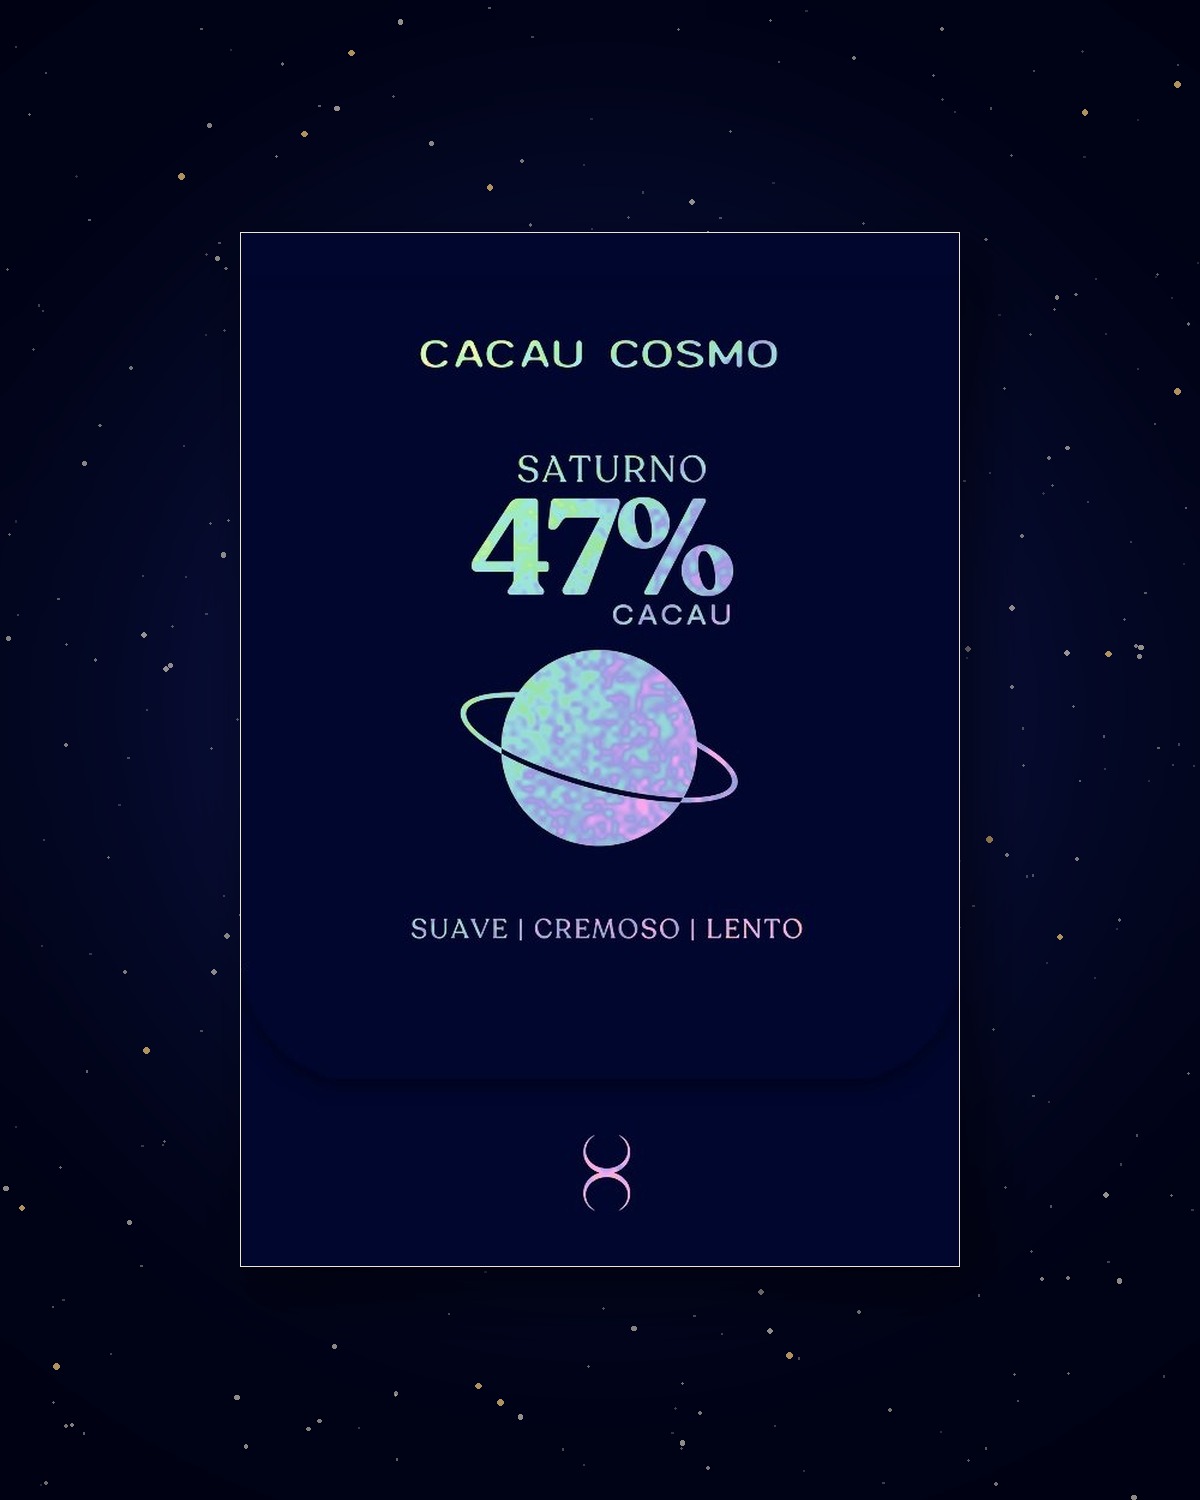 CACAU COSMO
SATURNO
47%
CACAU
SUAVE | CREMOSO | LENTO